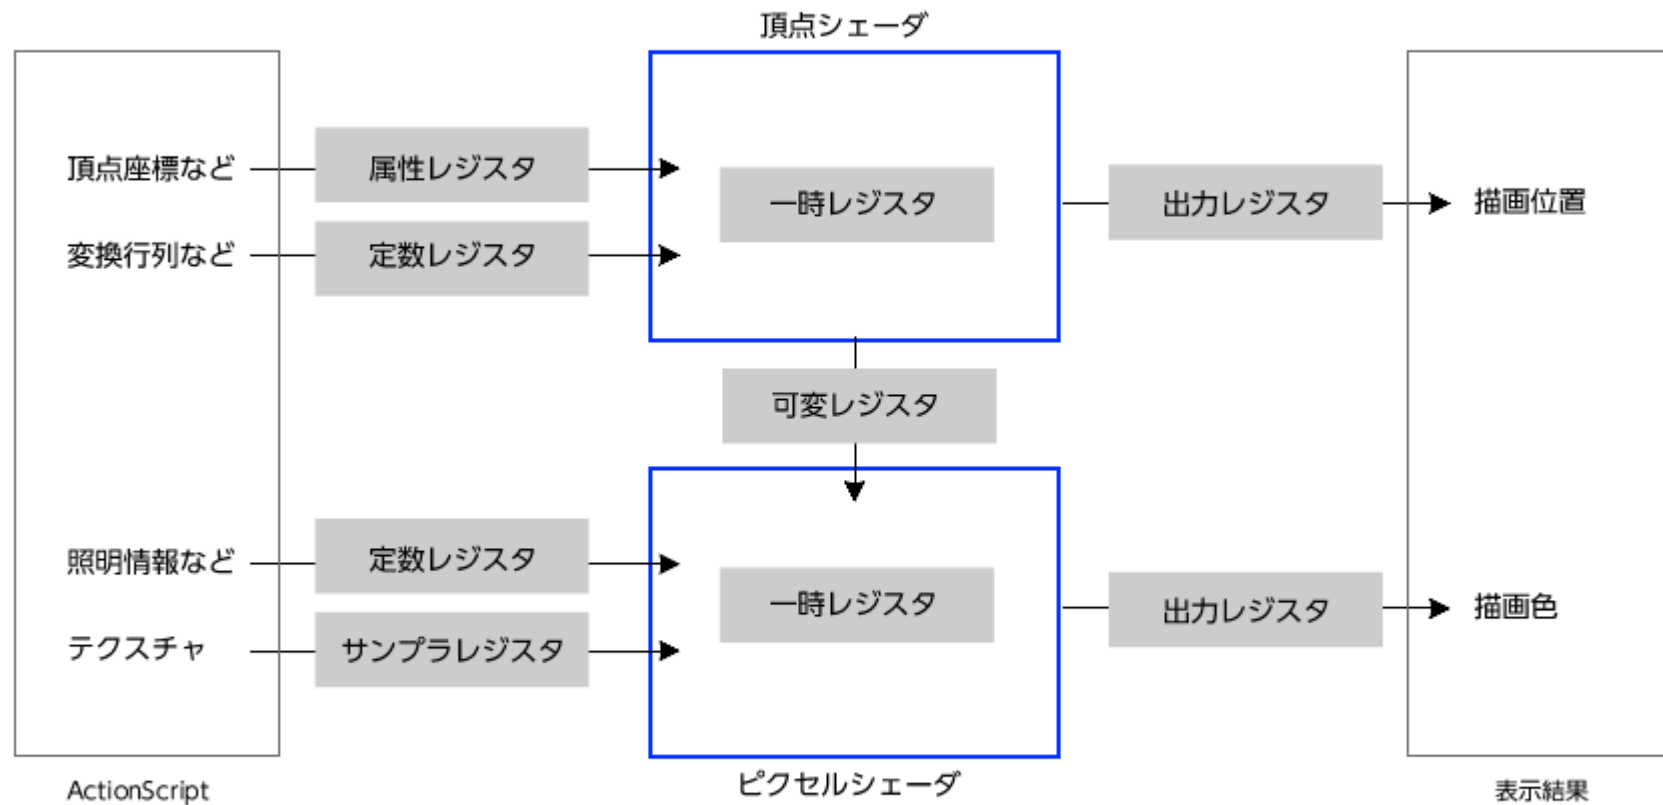 頂点シェーダ
頂点座標など
属性レジスタ
一時レジスタ
出力レジスタ
描画位置
変換行列など
定数レジスタ
可変レジスタ
照明情報など
定数レジスタ
一時レジスタ
出力レジスタ
描画色
テクスチャ
サンプラレジスタ
ピクセルシェーダ
ActionScript
表示結果